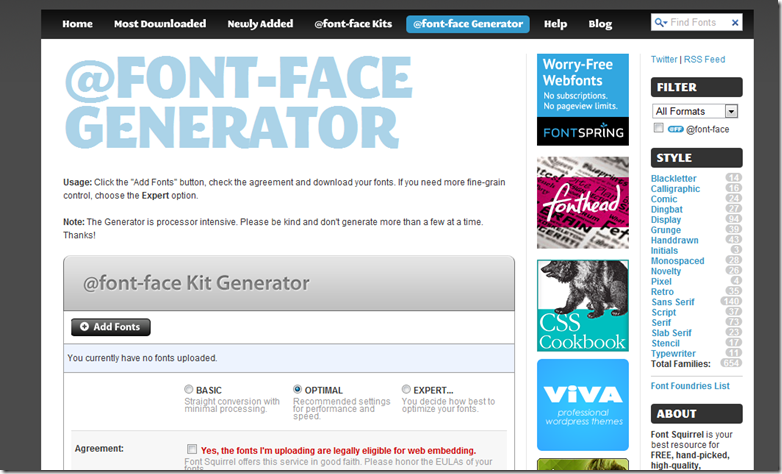 Home Most Downloaded Newly Added @font-face Kits @font-face Generator Help Blog
Find Fonts
@FONT-FACE
GENERATOR
Usage: Click the "Add Fonts" button, check the agreement and download your fonts. If you need more fine-grain
control, choose the Expert option.
Note: The Generator is processor intensive. Please be kind and don't generate more than a few at a time.
Thanks!
@font-face Kit Generator
Add Fonts
You currently have no fonts uploaded.
BASIC
Straight conversion with
minimal processing.
OPTIMAL
Recommended settings
for performance and
speed.
EXPERT...
You decide how best to
optimize your fonts.
Agreement:
Yes, the fonts I'm uploading are legally eligible for web embedding.
Font Squirrel offers this service in good faith. Please honor the EULAs of your
Worry-Free
Webfonts
No subscriptions.
No pageview limits.
FONTSPRING
fonthead
CSS
Cookbook
ViVA
professional
wordpress themes
Twitter | RSS Feed
FILTER
All Formats
off @font-face
STYLE
Blackletter 14
Calligraphic 16
Comic 24
Dingbat 27
Display 94
Grunge 39
Handdrawn 43
Initials 3
Monospaced 28
Novelty 26
Pixel 4
Retro 35
Sans Serif 140
Script 37
Serif 73
Slab Serif 23
Stencil 17
Typewriter 11
Total Families: 654
Font Foundries List
ABOUT
Font Squirrel is your
best resource for
FREE, hand-picked,
high-quality,